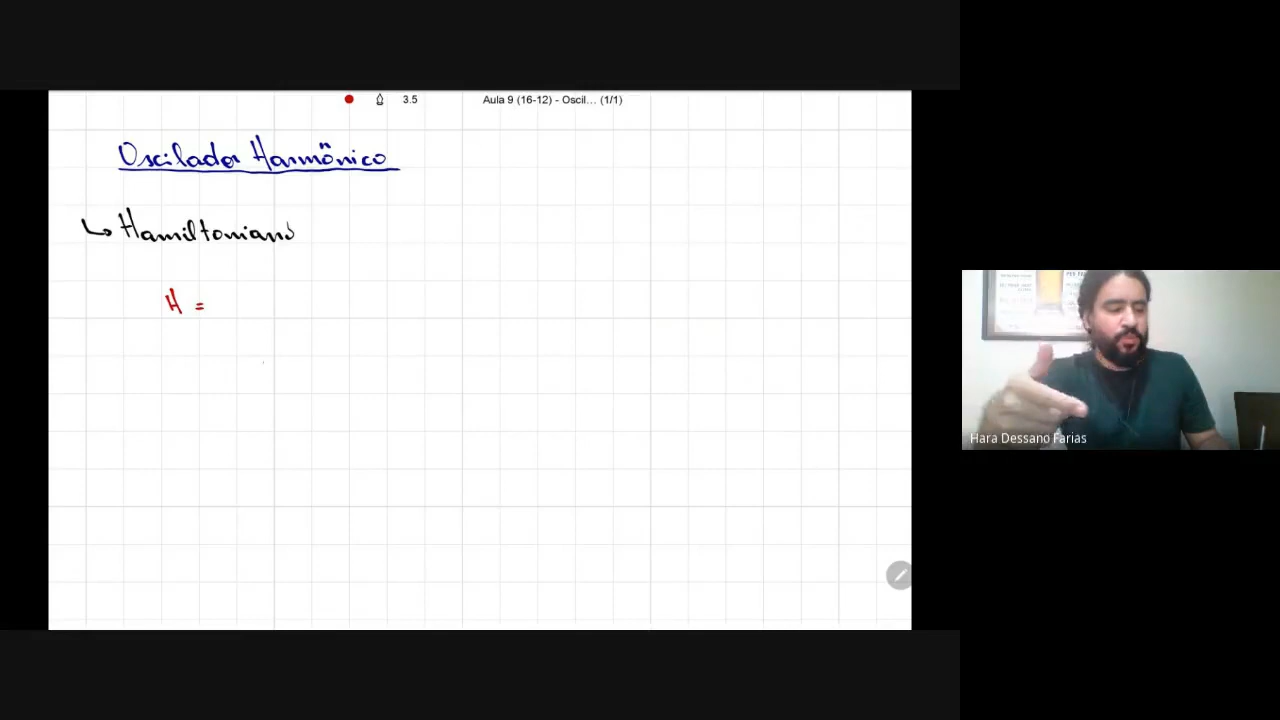 3.5 Aula 9 (16-12) - Oscil... (1/1)
Oscilador Harmônico
↳ Hamiltoniano
H =
Hara Dessano Farias